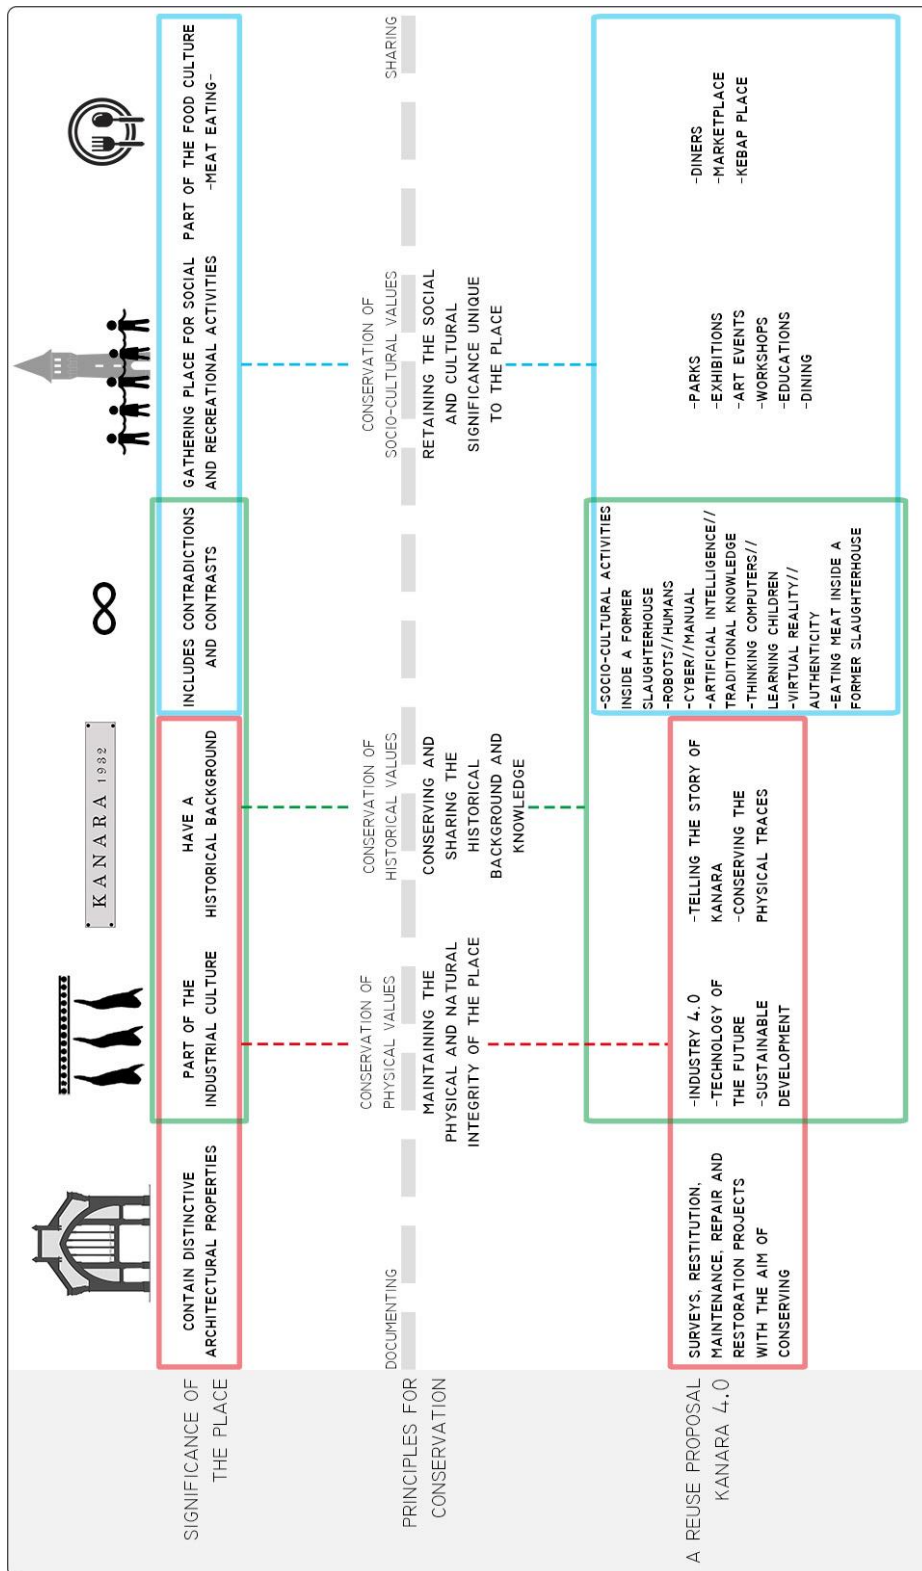 SIGNIFICANCE OF
THE PLACE
CONTAIN DISTINCTIVE
ARCHITECTURAL PROPERTIES
PART OF THE
INDUSTRIAL CULTURE
KANARA 1932
HAVE A
HISTORICAL BACKGROUND
INCLUDES CONTRADICTIONS
AND CONTRASTS
GATHERING PLACE FOR SOCIAL
AND RECREATIONAL ACTIVITIES
PART OF THE FOOD CULTURE
-MEAT EATING-
PRINCIPLES FOR
CONSERVATION
DOCUMENTING
CONSERVATION OF
PHYSICAL VALUES
MAINTAINING THE
PHYSICAL AND NATURAL
INTEGRITY OF THE PLACE
CONSERVATION OF
HISTORICAL VALUES
CONSERVING AND
SHARING THE
HISTORICAL
BACKGROUND AND
KNOWLEDGE
CONSERVATION OF
SOCIO-CULTURAL VALUES
RETAINING THE SOCIAL
AND CULTURAL
SIGNIFICANCE UNIQUE
TO THE PLACE
SHARING
A REUSE PROPOSAL
KANARA 4.0
SURVEYS, RESTITUTION,
MAINTENANCE, REPAIR AND
RESTORATION PROJECTS
WITH THE AIM OF
CONSERVING
-INDUSTRY 4.0
-TECHNOLOGY OF
THE FUTURE
-SUSTAINABLE
DEVELOPMENT
-TELLING THE STORY OF
KANARA
-CONSERVING THE
PHYSICAL TRACES
-SOCIO-CULTURAL ACTIVITIES
INSIDE A FORMER
SLAUGHTERHOUSE
-ROBOTS//HUMANS
-CYBER//MANUAL
-ARTIFICIAL INTELLIGENCE//
TRADITIONAL KNOWLEDGE
-THINKING COMPUTERS//
LEARNING CHILDREN
-VIRTUAL REALITY//
AUTHENTICITY
-EATING MEAT INSIDE A
FORMER SLAUGHTERHOUSE
-PARKS
-EXHIBITIONS
-ART EVENTS
-WORKSHOPS
-EDUCATIONS
-DINING
-DINERS
-MARKETPLACE
-KEBAP PLACE